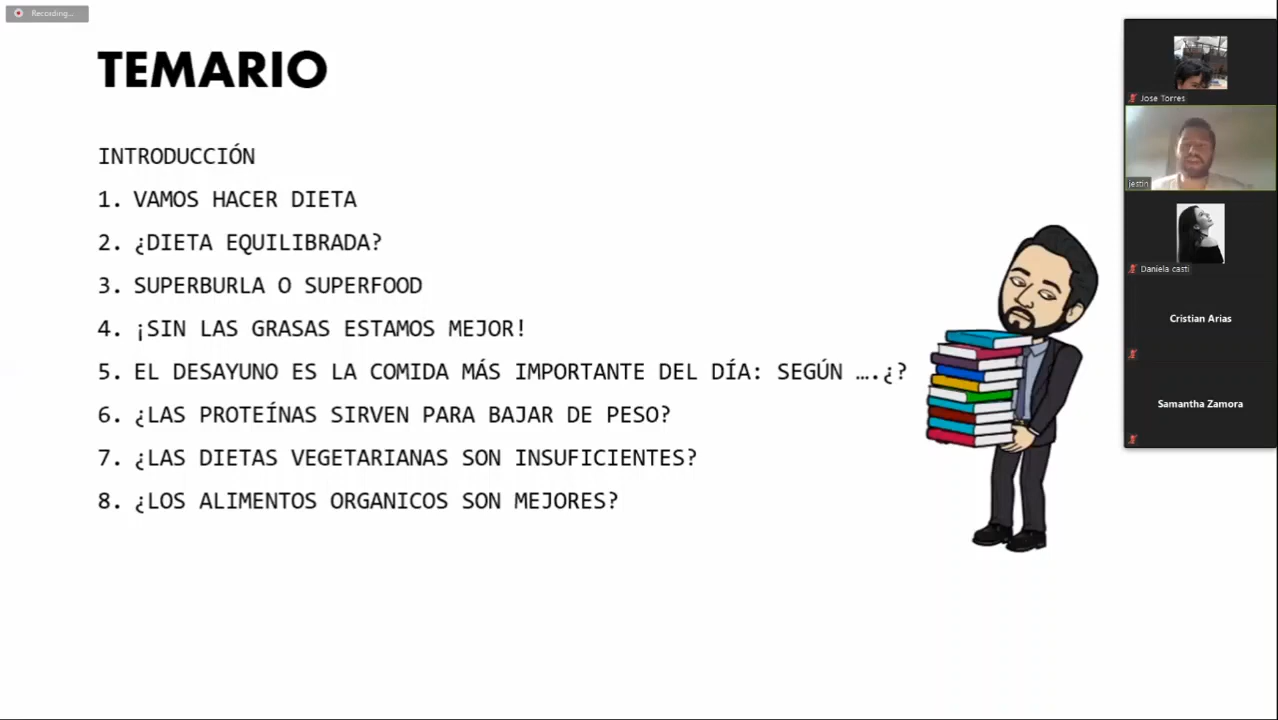 Recording...
TEMARIO
INTRODUCCIÓN
1. VAMOS HACER DIETA
2. ¿DIETA EQUILIBRADA?
3. SUPERBURLA O SUPERFOOD
4. ¡SIN LAS GRASAS ESTAMOS MEJOR!
5. EL DESAYUNO ES LA COMIDA MÁS IMPORTANTE DEL DÍA: SEGÚN ….¿?
6. ¿LAS PROTEÍNAS SIRVEN PARA BAJAR DE PESO?
7. ¿LAS DIETAS VEGETARIANAS SON INSUFICIENTES?
8. ¿LOS ALIMENTOS ORGANICOS SON MEJORES?
Jose Torres
jestin
Daniela casti
Cristian Arias
Samantha Zamora